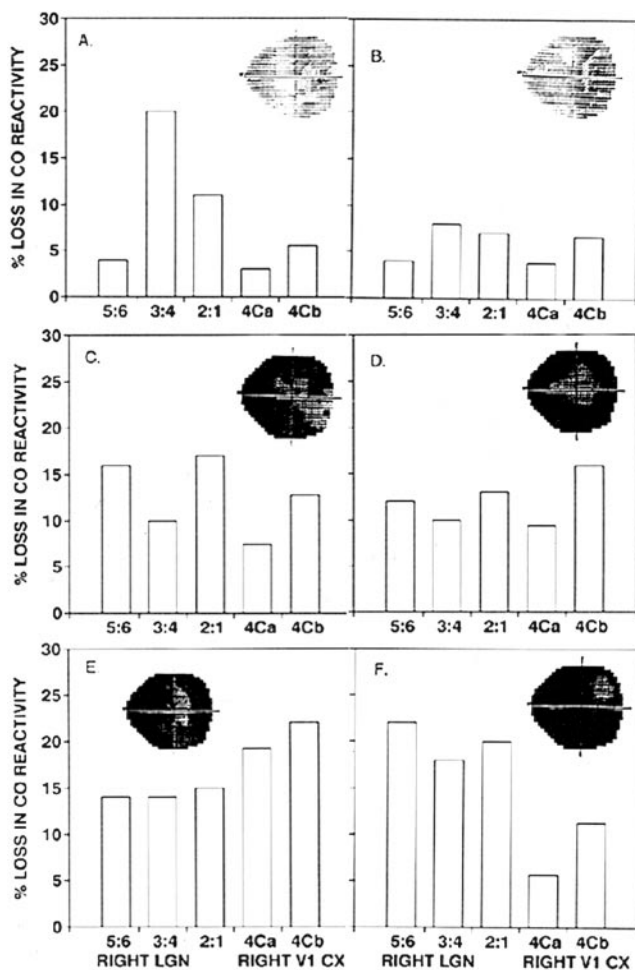 % LOSS IN CO REACTIVITY
30
25
20
15
10
5
0
A.
5:6 3:4 2:1 4Ca 4Cb
B.
5:6 3:4 2:1 4Ca 4Cb
% LOSS IN CO REACTIVITY
30
25
20
15
10
5
0
C.
5:6 3:4 2:1 4Ca 4Cb
D.
5:6 3:4 2:1 4Ca 4Cb
% LOSS IN CO REACTIVITY
30
25
20
15
10
5
0
E
5:6 3:4 2:1 4Ca 4Cb
RIGHT LGN RIGHT V1 CX
F.
5:6 3:4 2:1 4Ca 4Cb
RIGHT LGN RIGHT V1 CX